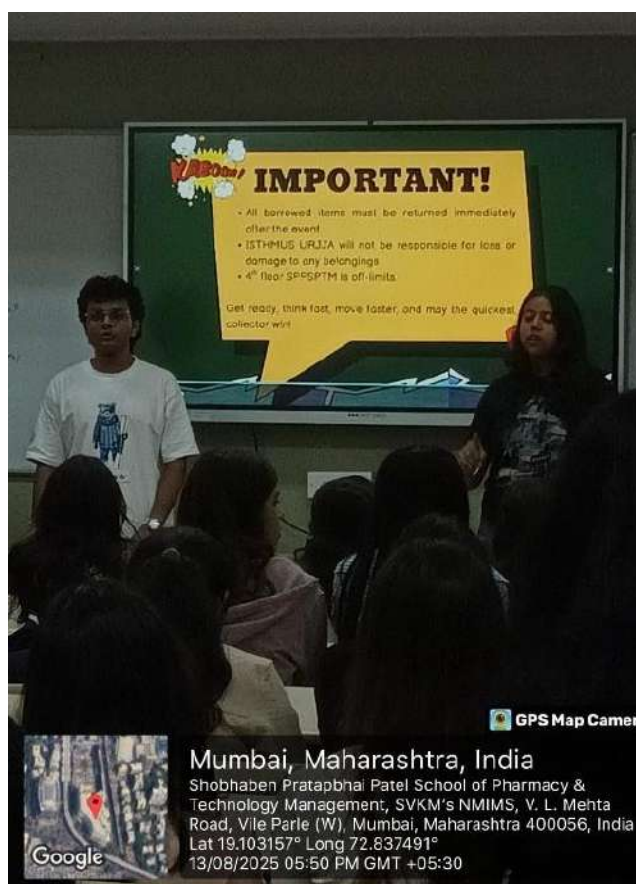 KABOOM!
IMPORTANT!
• All borrowed items must be returned immediately
after the event
• ISTHMUS URJJA will not be responsible for loss or
damage to any belongings
• 4th floor SPPSPTM is off-limits.
Get ready, think fast, move faster, and may the quickest
collector win!
GPS Map Camer
Mumbai, Maharashtra, India
Shobhaben Pratapbhai Patel School of Pharmacy &
Technology Management, SVKM's NMIMS, V. L. Mehta
Road, Vile Parle (W), Mumbai, Maharashtra 400056, India
Lat 19.103157° Long 72.837491°
13/08/2025 05:50 PM GMT +05:30
Google